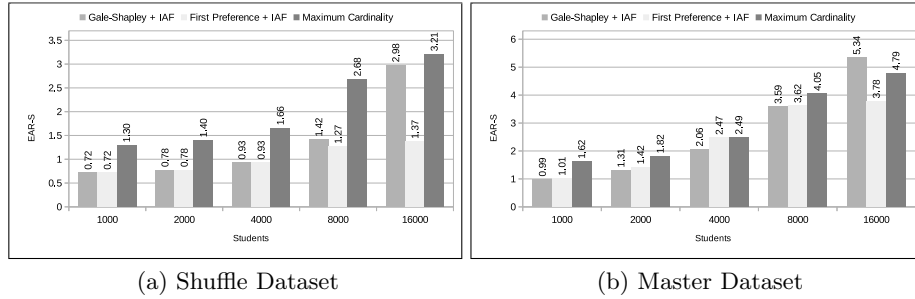 Gale-Shapley + IAF First Preference + IAF Maximum Cardinality
3.5
3
2.5
2
1.5
1
0.5
0
EAR-S
0.72 0.72 1.30 0.78 0.78 1.40 0.93 0.93 1.66 1.42 1.27 2.68 2.98 1.37 3.21
1000 2000 4000 8000 16000
Students
(a) Shuffle Dataset
Gale-Shapley + IAF First Preference + IAF Maximum Cardinality
6
5
4
3
2
1
0
EAR-S
0.99 1.01 1.62 1.31 1.42 1.82 2.06 2.47 2.49 3.59 3.62 4.05 5.34 3.78 4.79
1000 2000 4000 8000 16000
Students
(b) Master Dataset